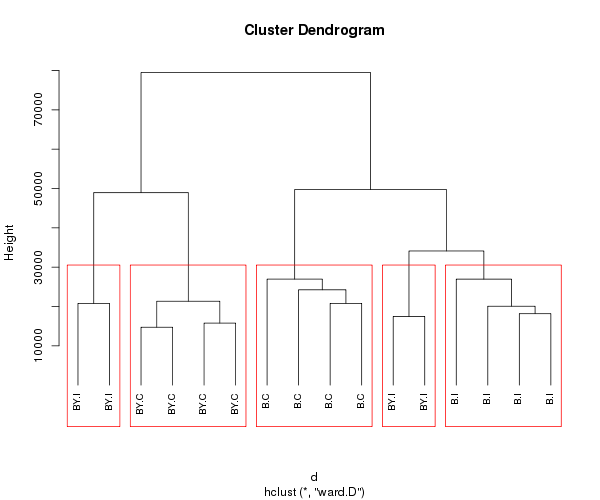 Cluster Dendrogram
Height
70000
50000
30000
10000
BY.I BY.I BY.C BY.C BY.C BY.C B.C B.C B.C B.C BY.I BY.I B.I B.I B.I B.I
d
hclust (*, "ward.D")